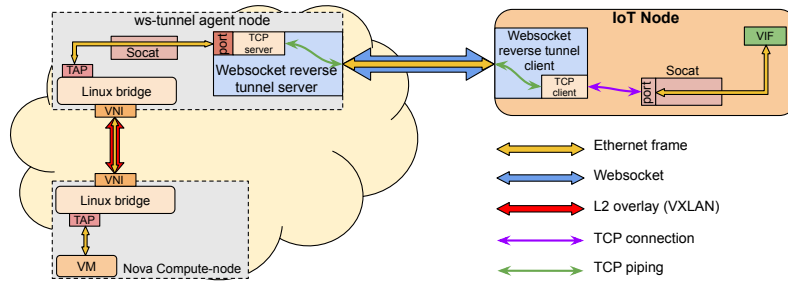 ws-tunnel agent node
Socat
port
TCP
server
TAP
Linux bridge
Websocket reverse
tunnel server
VNI
VNI
Linux bridge
TAP
VM
Nova Compute-node
IoT Node
Websocket
reverse tunnel
client
VIF
TCP
client
port
Socat
Ethernet frame
Websocket
L2 overlay (VXLAN)
TCP connection
TCP piping